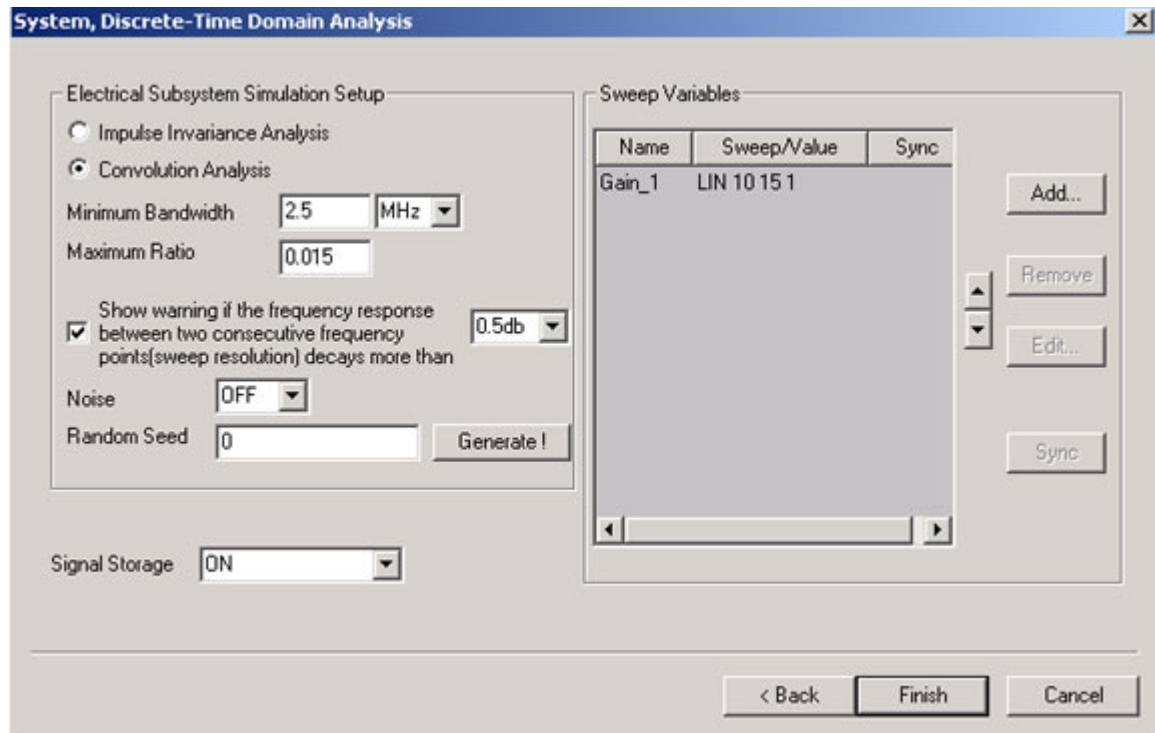 System, Discrete-Time Domain Analysis
Electrical Subsystem Simulation Setup
Impulse Invariance Analysis
Convolution Analysis
Minimum Bandwidth 2.5 MHz
Maximum Ratio 0.015
Show warning if the frequency response
between two consecutive frequency
points(sweep resolution) decays more than
0.5db
Noise OFF
Random Seed 0 Generate !
Signal Storage ON
Sweep Variables
Name Sweep/Value Sync
Gain_1 LIN 10 15 1
Add...
Remove
Edit...
Sync
< Back Finish Cancel